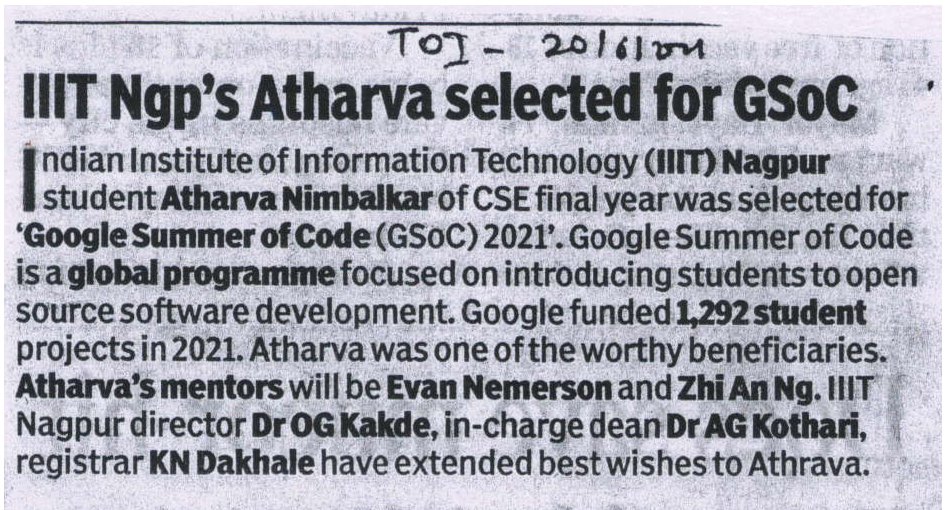 TOI - 20/6/2021
IIIT Ngp's Atharva selected for GSoC
Indian Institute of Information Technology (IIIT) Nagpur
student Atharva Nimbalkar of CSE final year was selected for
'Google Summer of Code (GSoC) 2021'. Google Summer of Code
is a global programme focused on introducing students to open
source software development. Google funded 1,292 student
projects in 2021. Atharva was one of the worthy beneficiaries.
Atharva's mentors will be Evan Nemerson and Zhi An Ng. IIIT
Nagpur director Dr OG Kakde, in-charge dean Dr AG Kothari,
registrar KN Dakhale have extended best wishes to Athrava.